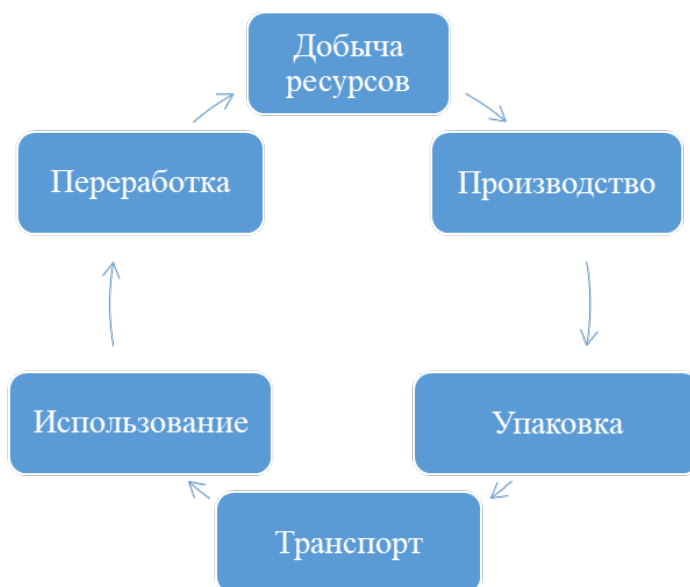 Добыча
ресурсов
Производство
Упаковка
Транспорт
Использование
Переработка